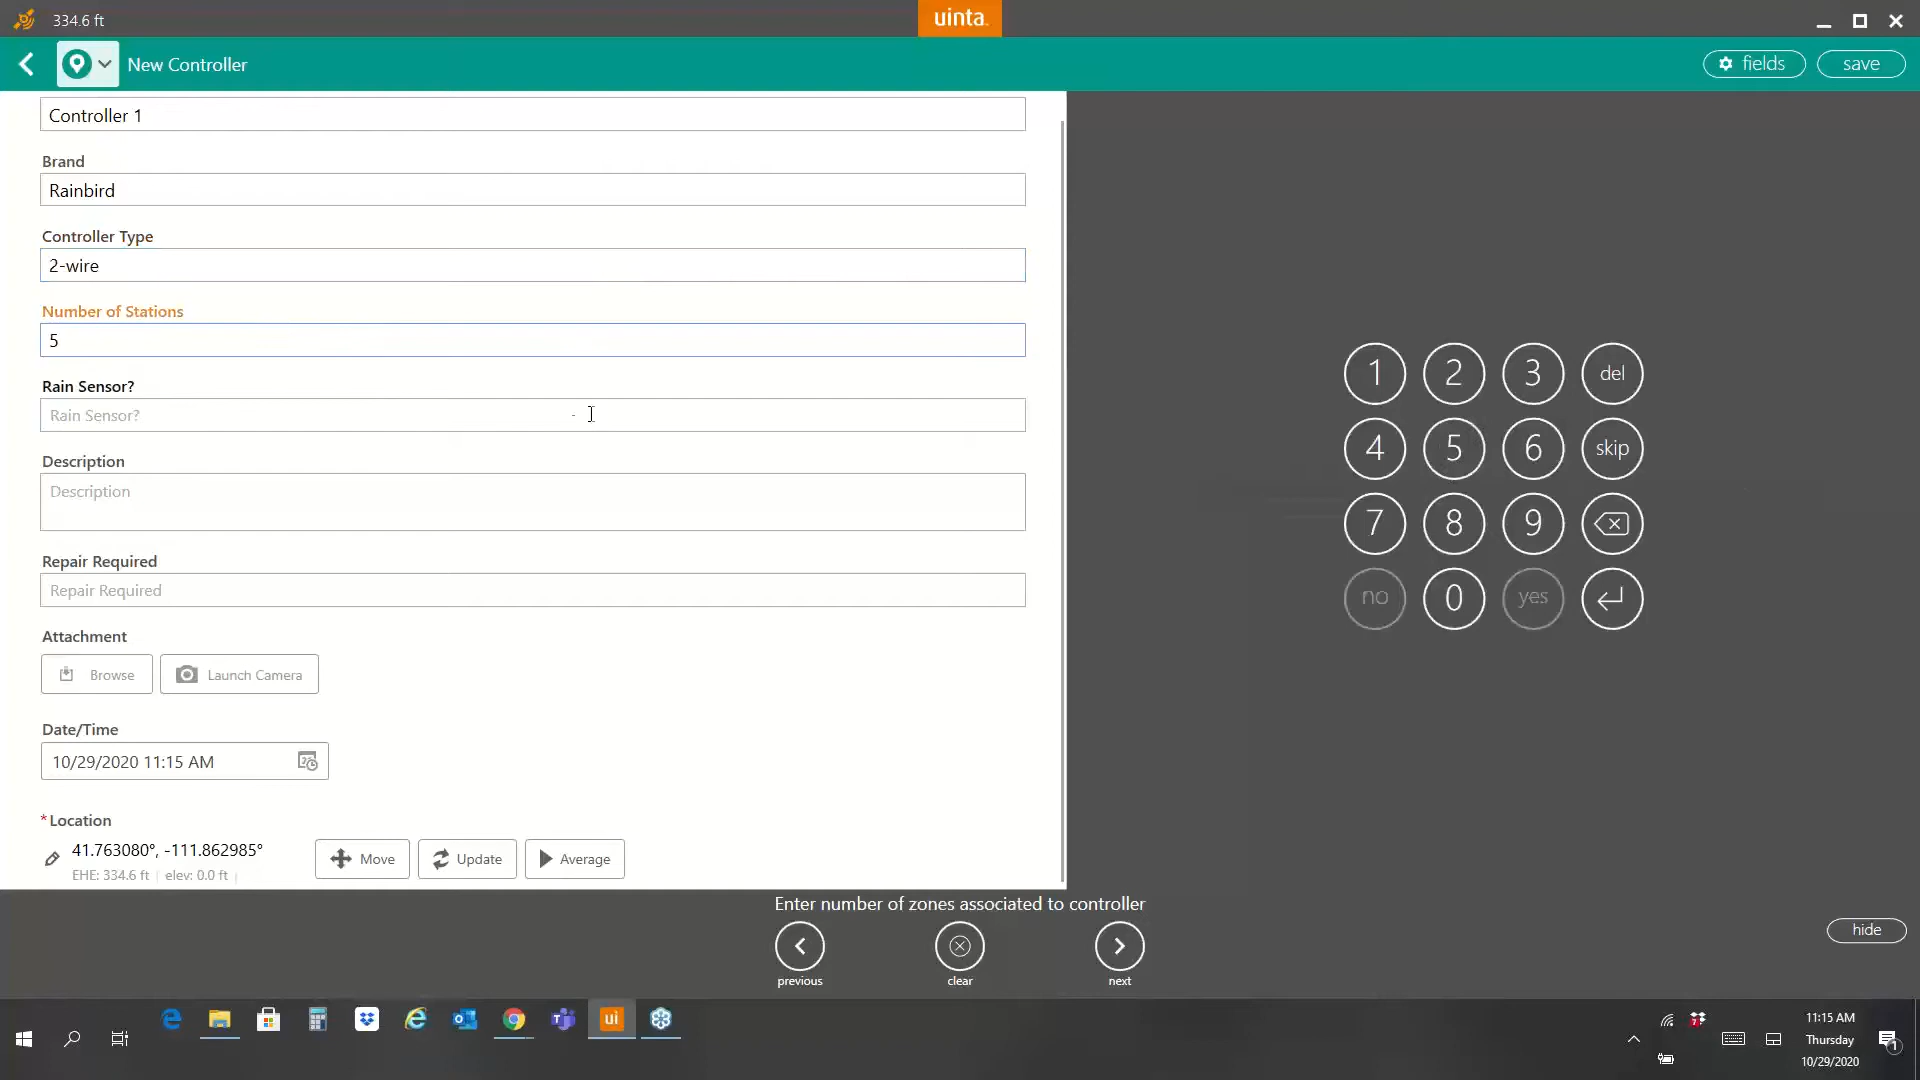 334.6 ft
uinta
New Controller
fields
save
Controller 1
Brand
Rainbird
Controller Type
2-wire
Number of Stations
5
Rain Sensor?
Rain Sensor?
Description
Description
Repair Required
Repair Required
Attachment
Browse
Launch Camera
Date/Time
10/29/2020 11:15 AM
*Location
41.763080°, -111.862985°
EHE: 334.6 ft | elev: 0.0 ft |
Move
Update
Average
1 2 3 del
4 5 6 skip
7 8 9
no 0 yes
Enter number of zones associated to controller
previous
clear
next
hide
ui
11:15 AM
Thursday
10/29/2020
1